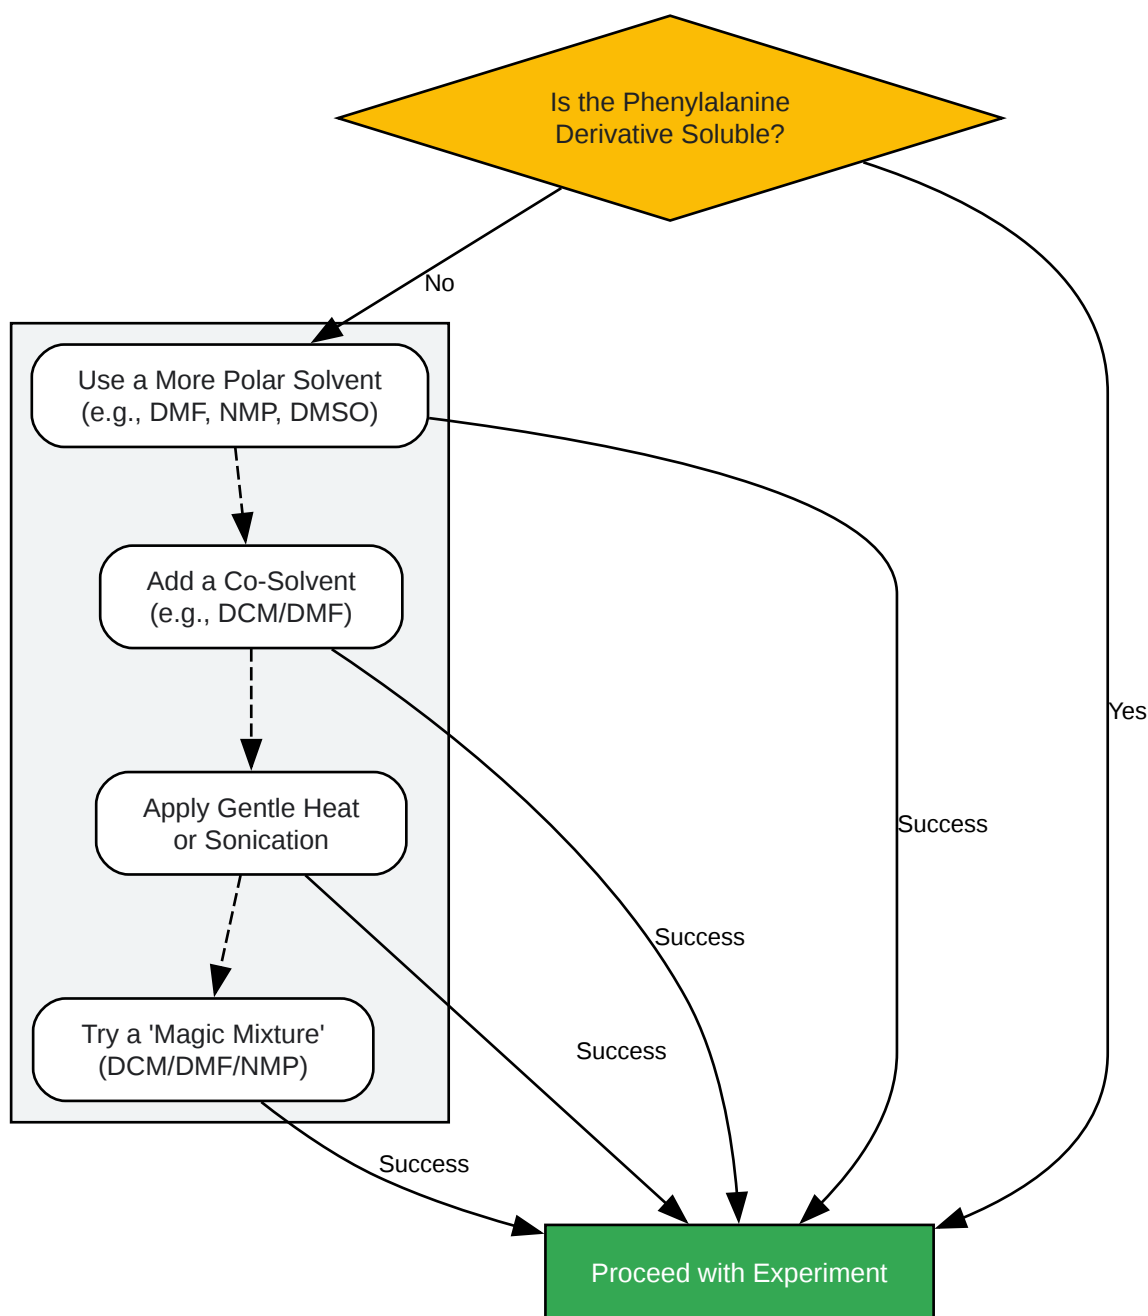 Is the Phenylalanine
Derivative Soluble?
No
Use a More Polar Solvent
(e.g., DMF, NMP, DMSO)
Add a Co-Solvent
(e.g., DCM/DMF)
Yes
Apply Gentle Heat
or Sonication
Success
Success
Try a 'Magic Mixture'
(DCM/DMF/NMP)
Success
Success
Proceed with Experiment